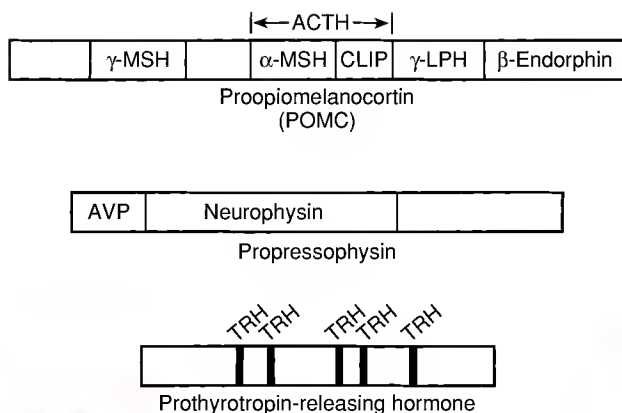 ACTH
γ-MSH α-MSH CLIP γ-LPH β-Endorphin
Proopiomelanocortin
(POMC)
AVP Neurophysin
Propressophysin
TRH TRH TRH TRH TRH
Prothyrotropin-releasing hormone